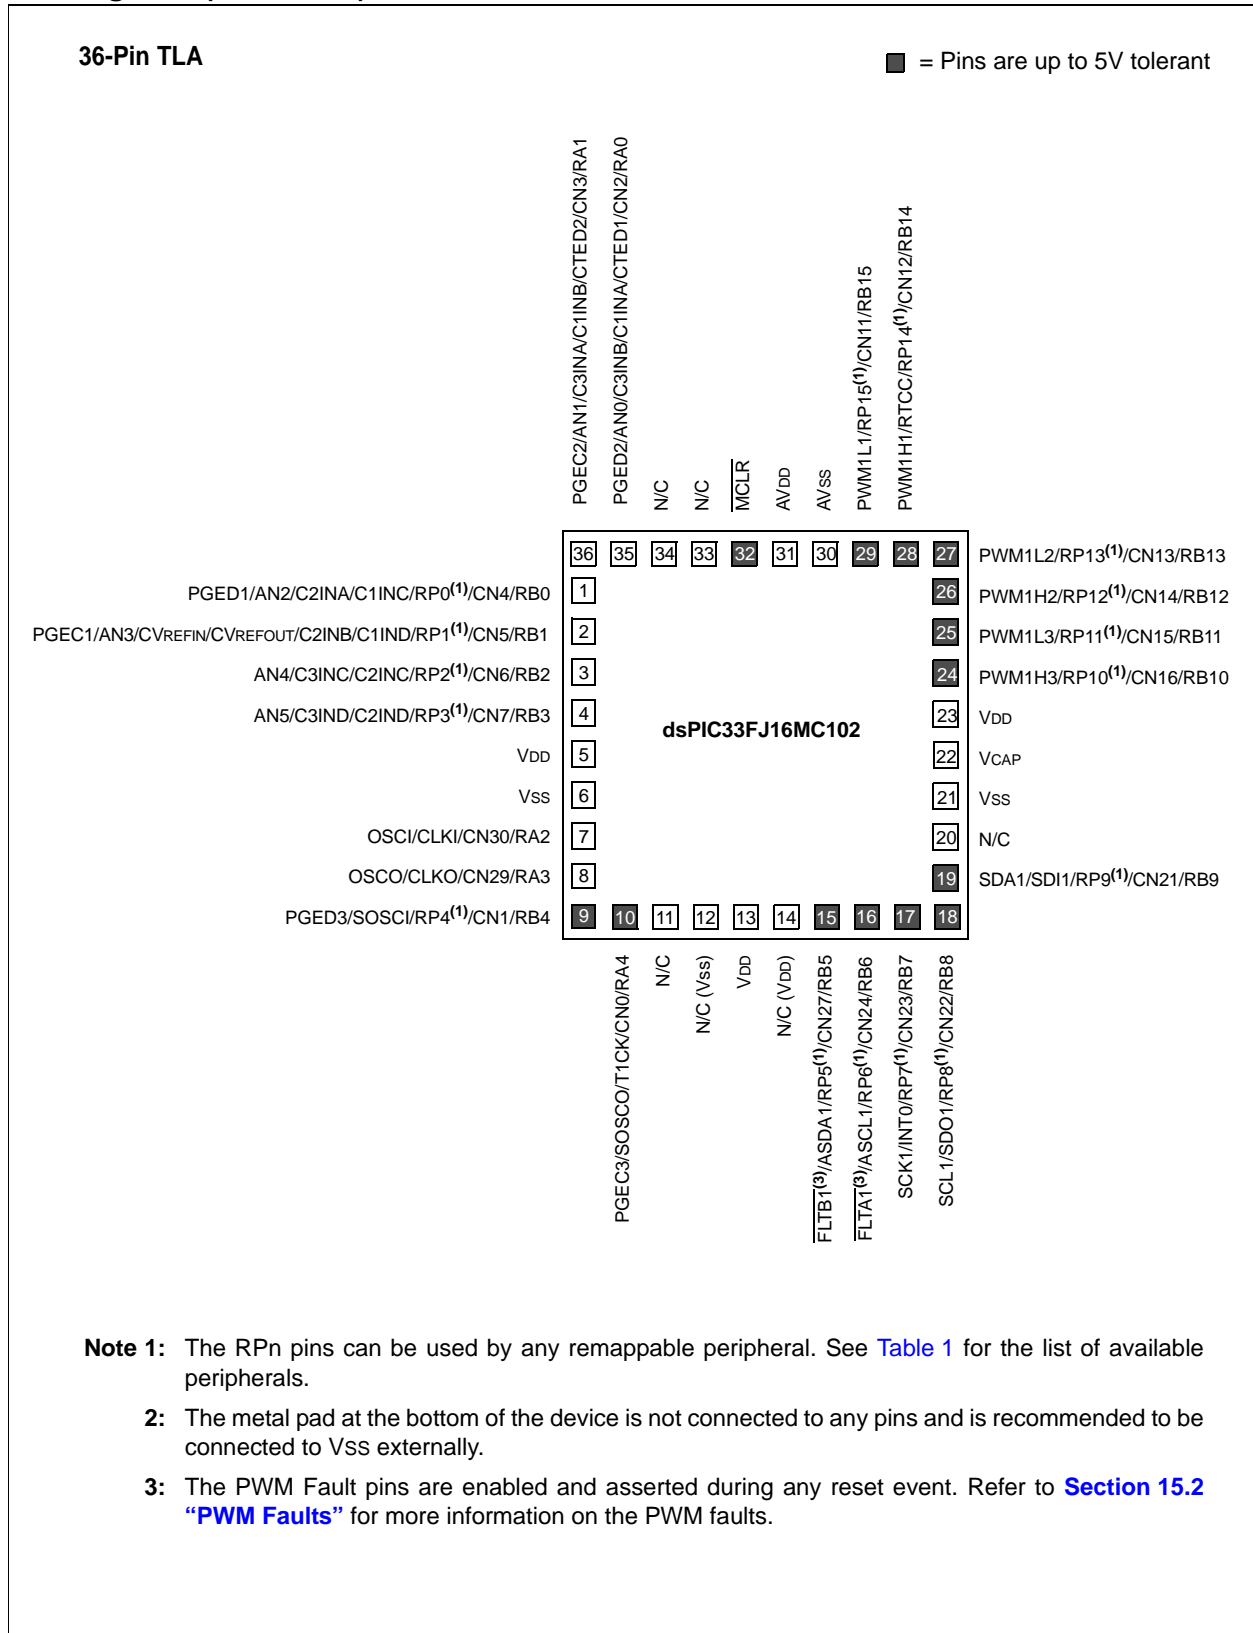 36-Pin TLA
= Pins are up to 5V tolerant
PGEC2/AN1/C3INA/C1INB/CTED2/CN3/RA1
PGED2/AN0/C3INB/C1INA/CTED1/CN2/RA0
N/C
N/C
MCLR
AVDD
AVSS
PWM1L1/RP15(1)/CN11/RB15
PWM1H1/RTCC/RP14(1)/CN12/RB14
36 35 34 33 32 31 30 29 28 27 PWM1L2/RP13(1)/CN13/RB13
PGED1/AN2/C2INA/C1INC/RP0(1)/CN4/RB0 1
26 PWM1H2/RP12(1)/CN14/RB12
PGEC1/AN3/CVREFIN/CVREFOUT/C2INB/C1IND/RP1(1)/CN5/RB1 2
25 PWM1L3/RP11(1)/CN15/RB11
AN4/C3INC/C2INC/RP2(1)/CN6/RB2 3
24 PWM1H3/RP10(1)/CN16/RB10
AN5/C3IND/C2IND/RP3(1)/CN7/RB3 4
23 VDD
dsPIC33FJ16MC102
VDD 5
22 VCAP
VSS 6
21 VSS
OSCI/CLKI/CN30/RA2 7
20 N/C
OSCO/CLKO/CN29/RA3 8
19 SDA1/SDI1/RP9(1)/CN21/RB9
PGED3/SOSCI/RP4(1)/CN1/RB4 9 10 11 12 13 14 15 16 17 18
PGEC3/SOSCO/T1CK/CN0/RA4
N/C
N/C (Vss)
VDD
N/C (VDD)
FLTB1(3)/ASDA1/RP5(1)/CN27/RB5
FLTA1(3)/ASCL1/RP6(1)/CN24/RB6
SCK1/INT0/RP7(1)/CN23/RB7
SCL1/SDO1/RP8(1)/CN22/RB8
Note 1: The RPn pins can be used by any remappable peripheral. See Table 1 for the list of available
peripherals.
2: The metal pad at the bottom of the device is not connected to any pins and is recommended to be
connected to VSS externally.
3: The PWM Fault pins are enabled and asserted during any reset event. Refer to Section 15.2
“PWM Faults” for more information on the PWM faults.